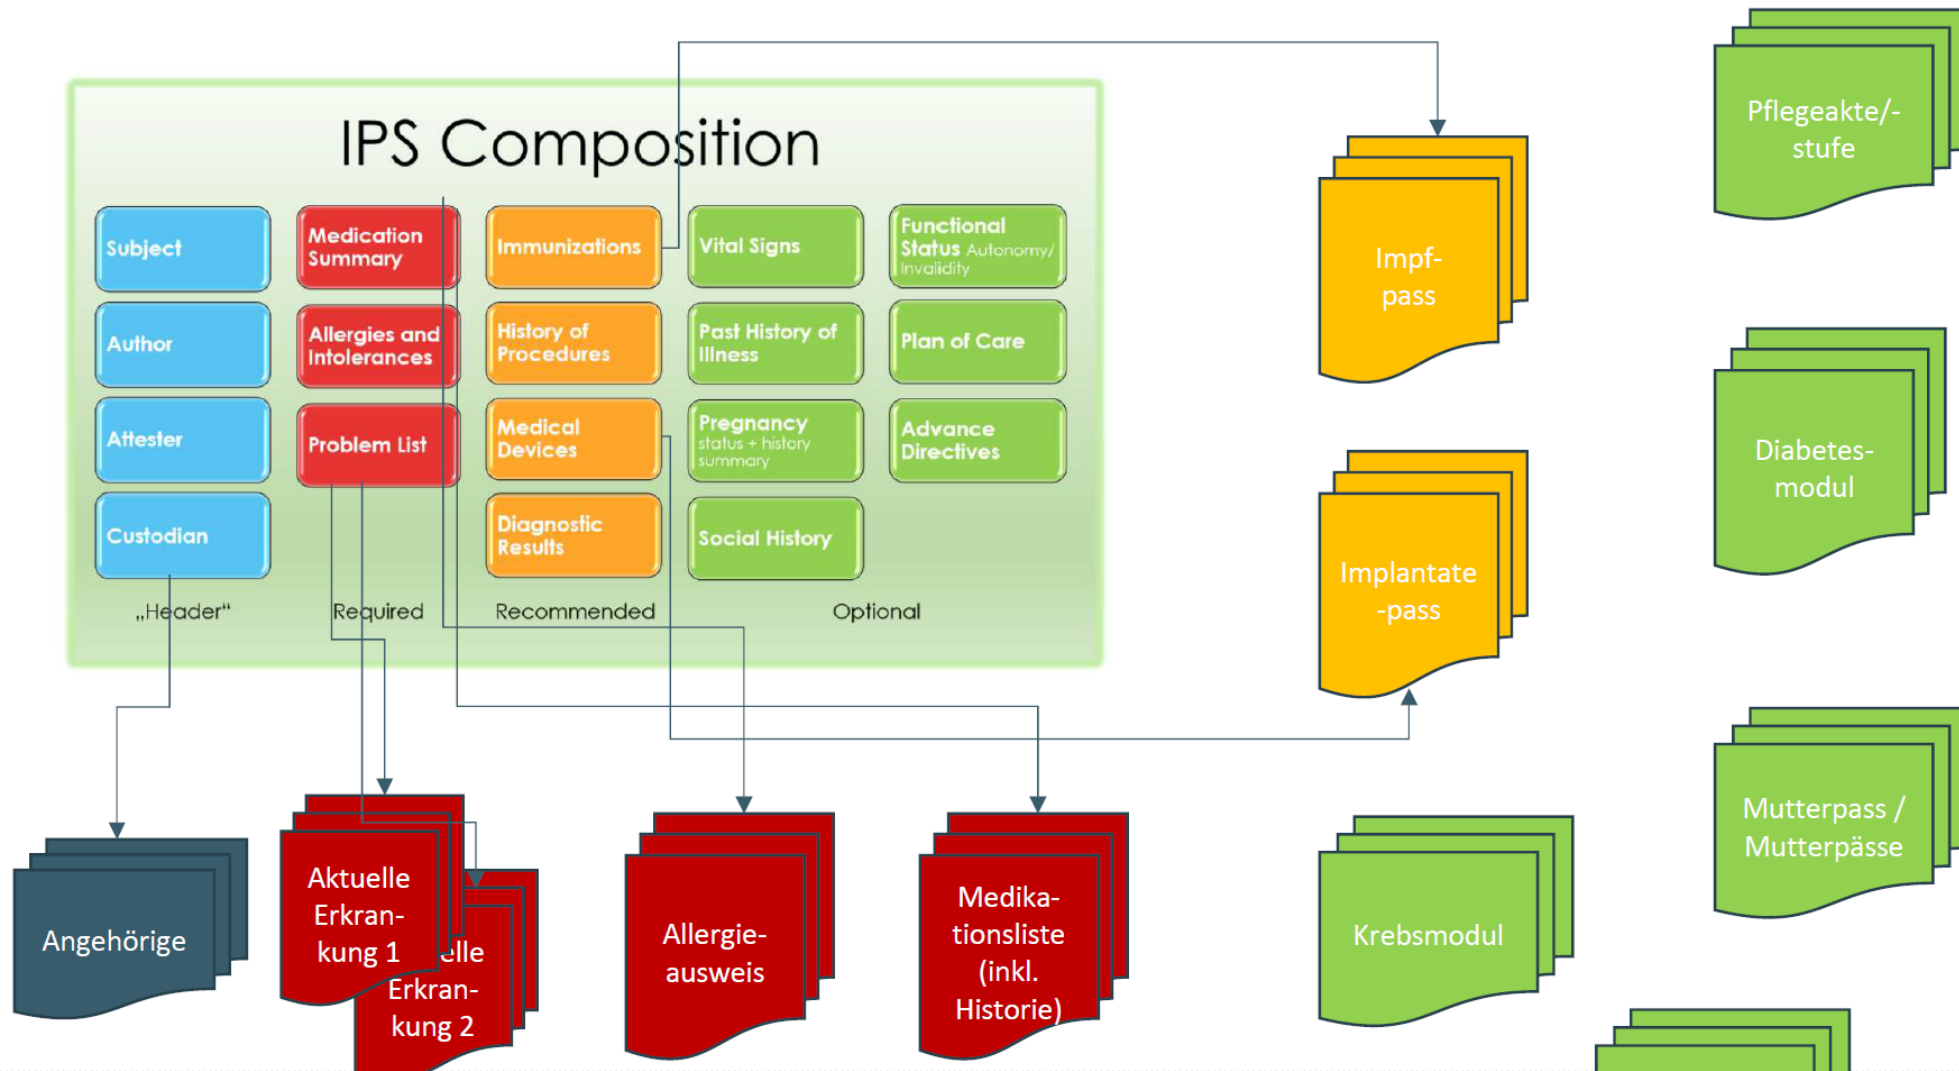 IPS Composition
Subject
Author
Attester
Custodian
„Header“
Medication
Summary
Allergies and
Intolerances
Problem List
Required
Immunizations
History of
Procedures
Medical
Devices
Diagnostic
Results
Recommended
Vital Signs
Past History of
Illness
Pregnancy
status + history
summary
Social History
Functional
Status Autonomy/
Invalidity
Plan of Care
Advance
Directives
Optional
Impf-
pass
Implantate
-pass
Pflegeakte/-
stufe
Diabetes-
modul
Mutterpass /
Mutterpässe
Krebsmodul
Angehörige
Aktuelle
Erkran-
kung 1
elle
Erkran-
kung 2
Allergie-
ausweis
Medika-
tionsliste
(inkl.
Historie)